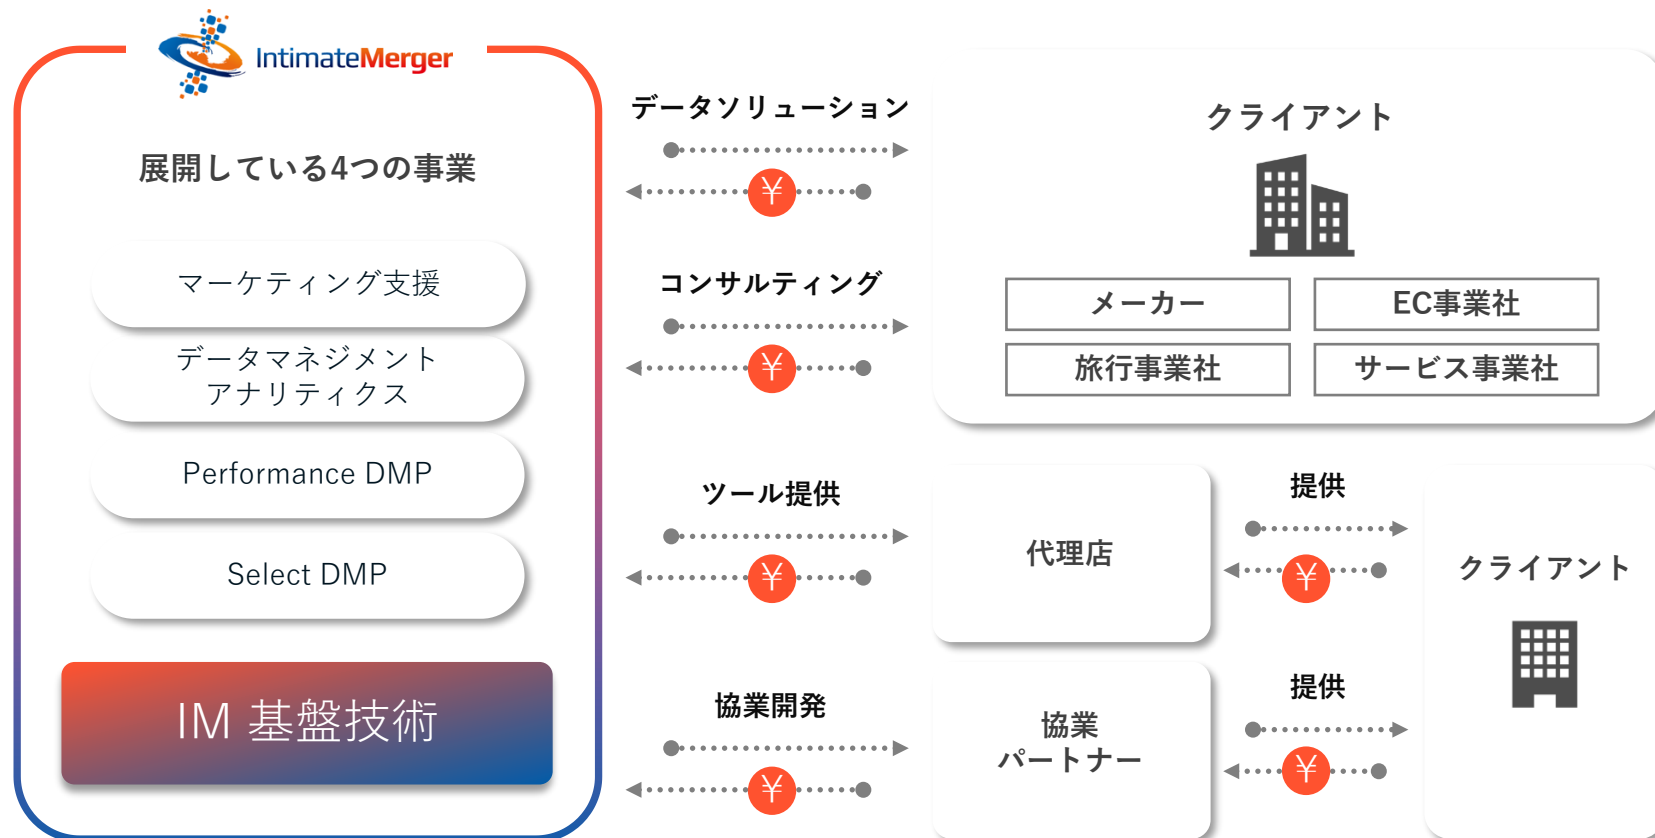 IntimateMerger
展開している4つの事業
マーケティング支援
データマネジメント
アナリティクス
Performance DMP
Select DMP
IM 基盤技術
データソリューション
¥
コンサルティング
¥
ツール提供
¥
協業開発
¥
クライアント
メーカー
EC事業社
旅行事業社
サービス事業社
代理店
協業
パートナー
提供
¥
提供
¥
クライアント